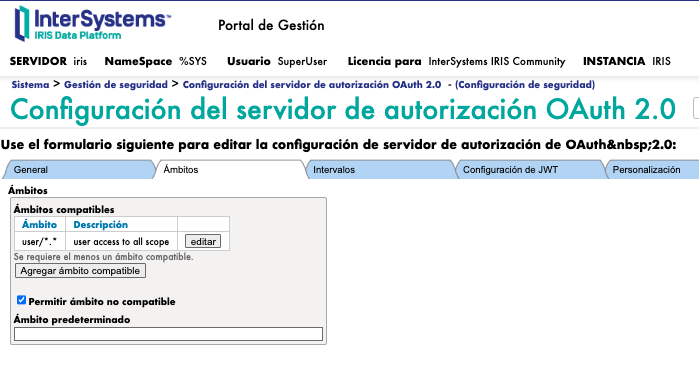 InterSystems™
IRIS Data Platform
Portal de Gestión
SERVIDOR iris NameSpace %SYS Usuario SuperUser Licencia para InterSystems IRIS Community INSTANCIA IRIS
Sistema > Gestión de seguridad > Configuración del servidor de autorización OAuth 2.0 - (Configuración de seguridad)
Configuración del servidor de autorización OAuth 2.0
Use el formulario siguiente para editar la configuración de servidor de autorización de OAuth&nbsp;2.0:
General Ámbitos Intervalos Configuración de JWT Personalización
Ámbitos
Ámbitos compatibles
Ámbito Descripción
user/*.* user access to all scope editar
Se requiere el menos un ámbito compatible.
Agregar ámbito compatible
Permitir ámbito no compatible
Ámbito predeterminado